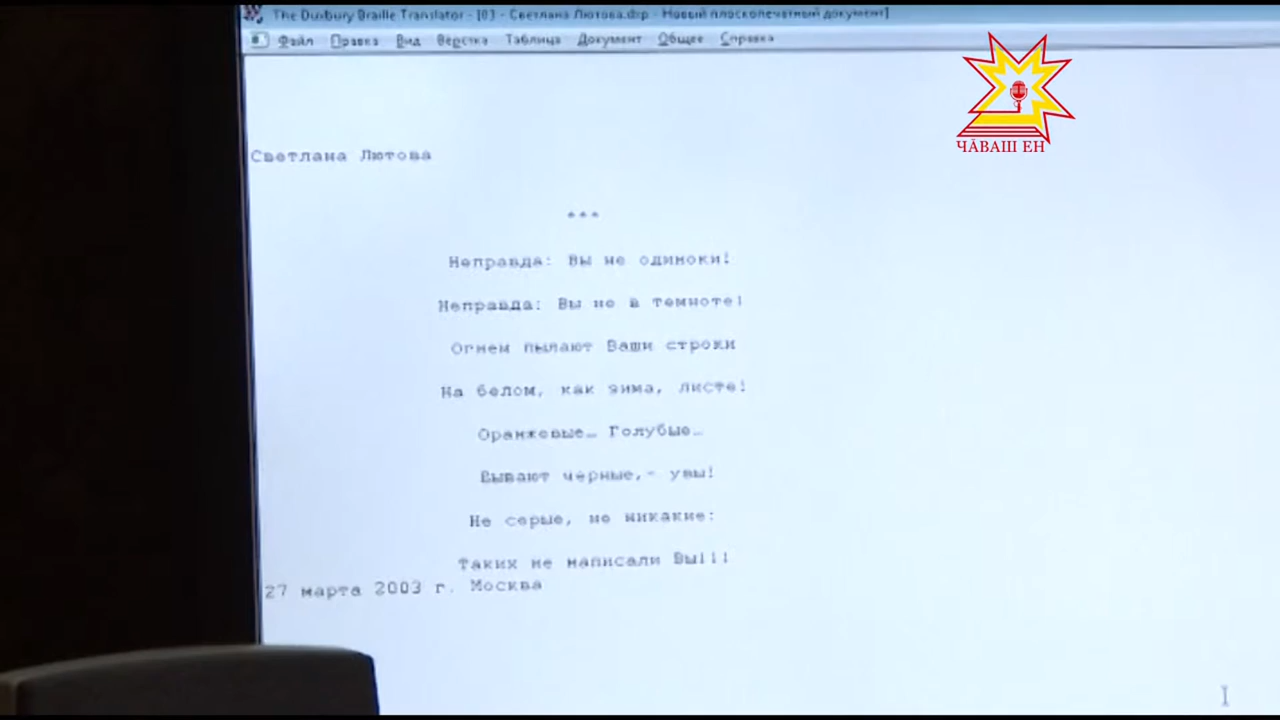 The Duxbury Braille Translator - [03 - Светлана Лютова.dxp - Новый плоскопечатный документ]
Файл Правка Вид Вёрстка Таблица Документ Общее Справка
ЧĂВАШ ЕН
Светлана Лютова
***
Неправда: Вы не одиноки!
Неправда: Вы не в темноте!
Огнем пылают Ваши строки
На белом, как зима, листе!
Оранжевые… Голубые…
Бывают черные,- увы!
Не серые, не никакие:
Таких не написали Вы!!!
27 марта 2003 г. Москва